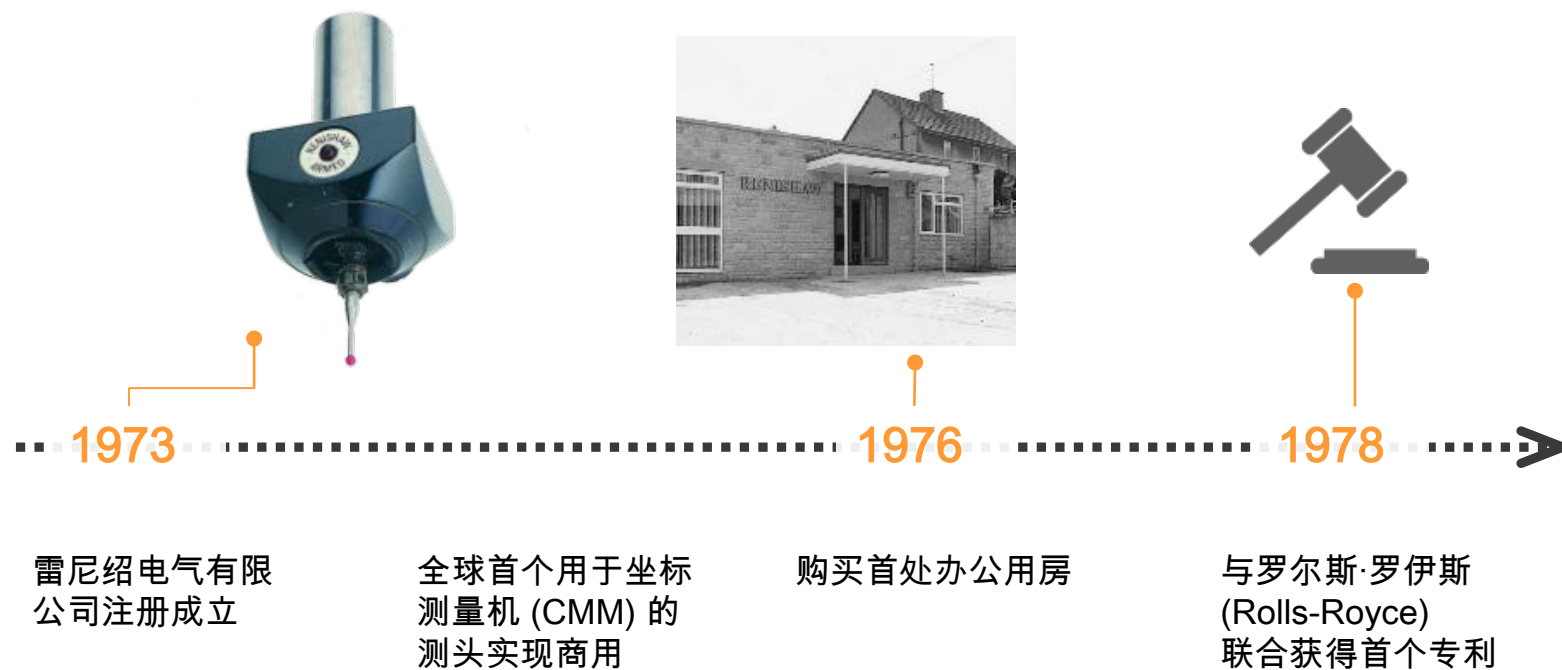 RENISHAW
ARMED
RENISHAW
1973
1976
1978
雷尼绍电气有限
公司注册成立
全球首个用于坐标
测量机 (CMM) 的
测头实现商用
购买首处办公用房
与罗尔斯·罗伊斯
(Rolls-Royce)
联合获得首个专利